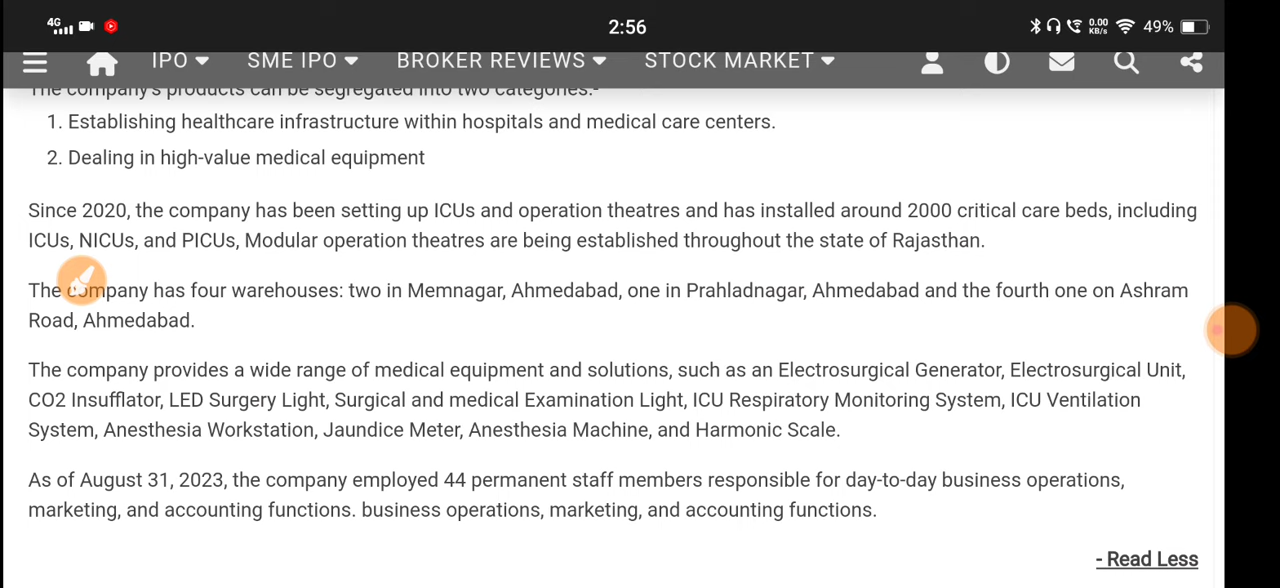 4G 2:56 0.00 KB/s 49%
IPO SME IPO BROKER REVIEWS STOCK MARKET
The company's products can be segregated into two categories:-
1. Establishing healthcare infrastructure within hospitals and medical care centers.
2. Dealing in high-value medical equipment
Since 2020, the company has been setting up ICUs and operation theatres and has installed around 2000 critical care beds, including
ICUs, NICUs, and PICUs, Modular operation theatres are being established throughout the state of Rajasthan.
The company has four warehouses: two in Memnagar, Ahmedabad, one in Prahladnagar, Ahmedabad and the fourth one on Ashram
Road, Ahmedabad.
The company provides a wide range of medical equipment and solutions, such as an Electrosurgical Generator, Electrosurgical Unit,
CO2 Insufflator, LED Surgery Light, Surgical and medical Examination Light, ICU Respiratory Monitoring System, ICU Ventilation
System, Anesthesia Workstation, Jaundice Meter, Anesthesia Machine, and Harmonic Scale.
As of August 31, 2023, the company employed 44 permanent staff members responsible for day-to-day business operations,
marketing, and accounting functions. business operations, marketing, and accounting functions.
- Read Less